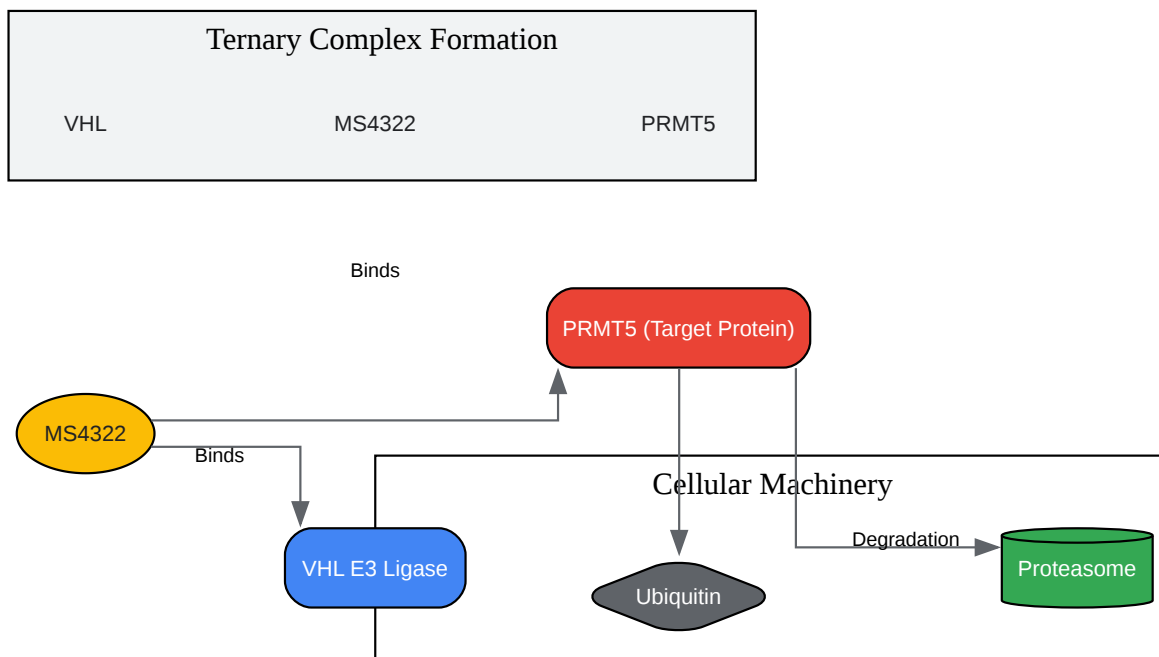 Ternary Complex Formation
VHL
MS4322
PRMT5
Binds
PRMT5 (Target Protein)
MS4322
Binds
Cellular Machinery
Degradation
VHL E3 Ligase
Ubiquitin
Proteasome